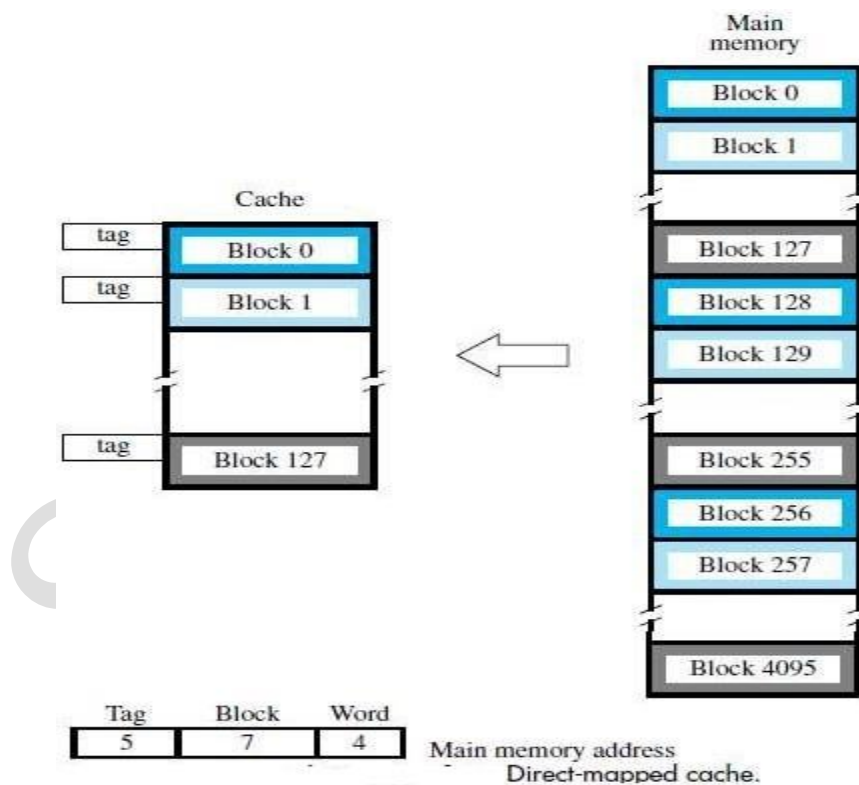 Main
memory
Block 0
Block 1
Block 127
Block 128
Block 129
Block 255
Block 256
Block 257
Block 4095
Cache
tag
Block 0
tag
Block 1
tag
Block 127
Tag Block Word
5 7 4
Main memory address
Direct-mapped cache.